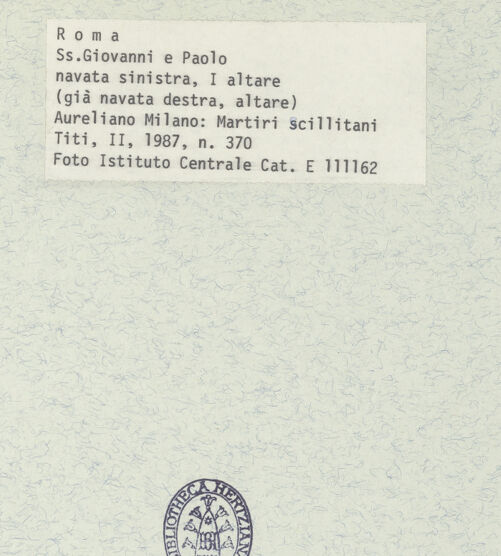 Roma
Ss.Giovanni e Paolo
navata sinistra, I altare
(già navata destra, altare)
Aureliano Milano: Martiri scillitani
Titi, II, 1987, n. 370
Foto Istituto Centrale Cat. E 111162
BIBLIOTHECA HERTZIANA